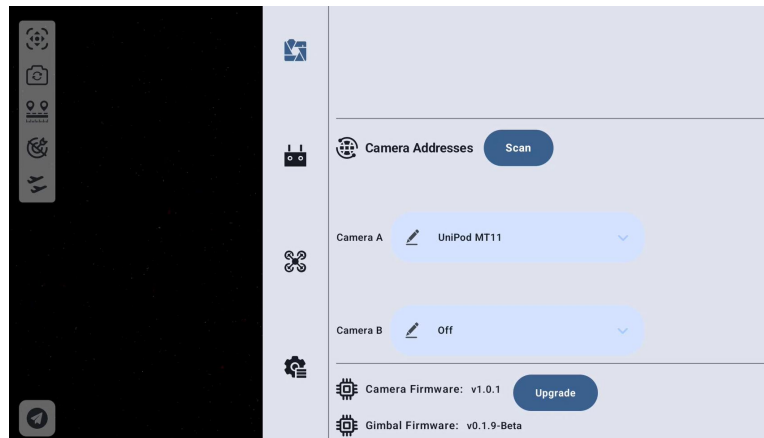 Camera Addresses Scan
Camera A UniPod MT11
Camera B Off
Camera Firmware: v1.0.1 Upgrade
Gimbal Firmware: v0.1.9-Beta